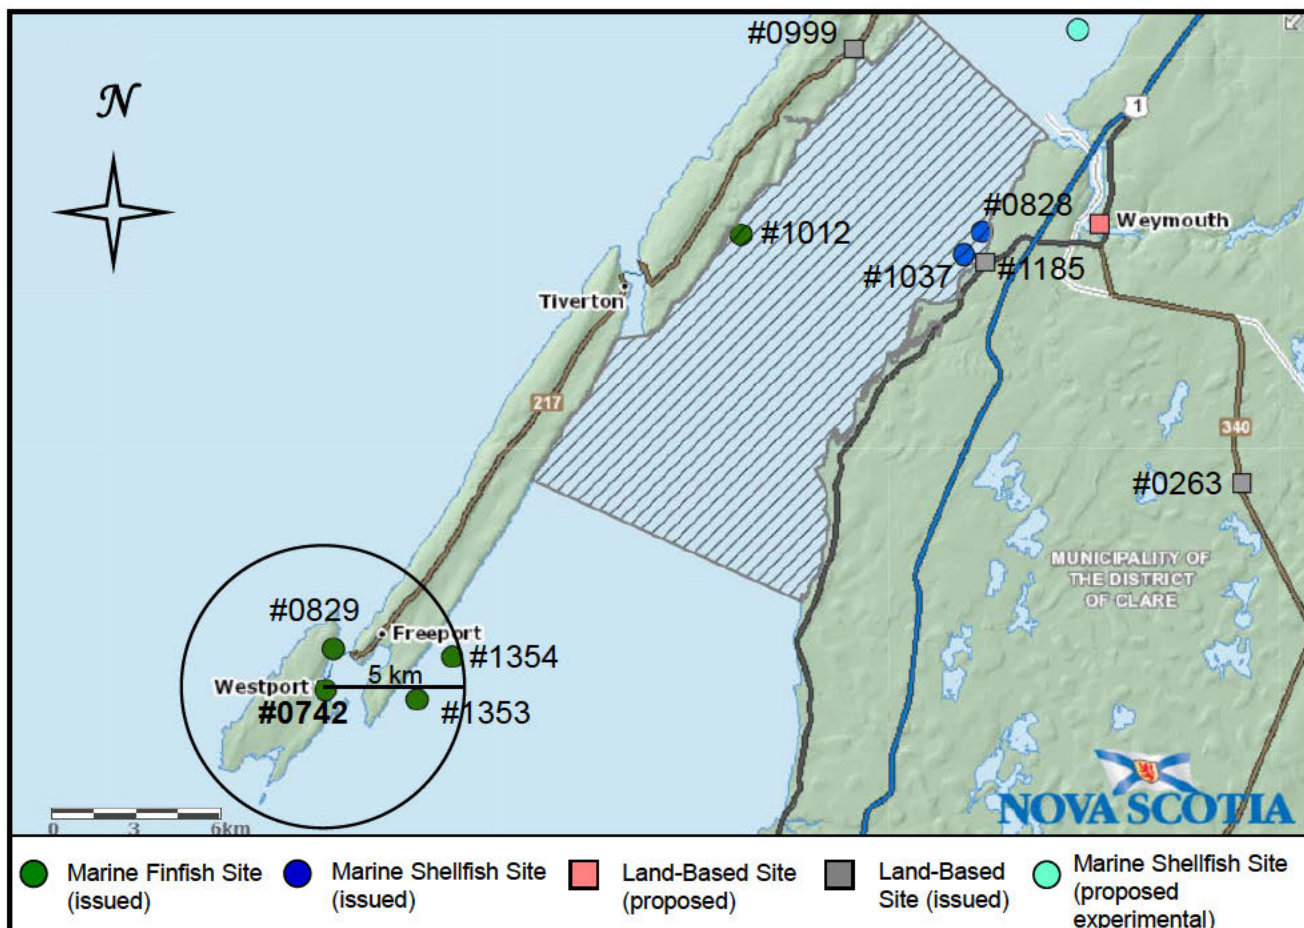 #0999
N
1
#0828
Weymouth
#1012
#1037
#1185
Tiverton
217
340
#0263
MUNICIPALITY OF
THE DISTRICT
OF CLARE
#0829
Freeport
#1354
5 km
Westport
#0742
#1353
NOVA SCOTIA
0 3 6km
Marine Finfish Site
(issued)
Marine Shellfish Site
(issued)
Land-Based Site
(proposed)
Land-Based
Site (issued)
Marine Shellfish Site
(proposed
experimental)